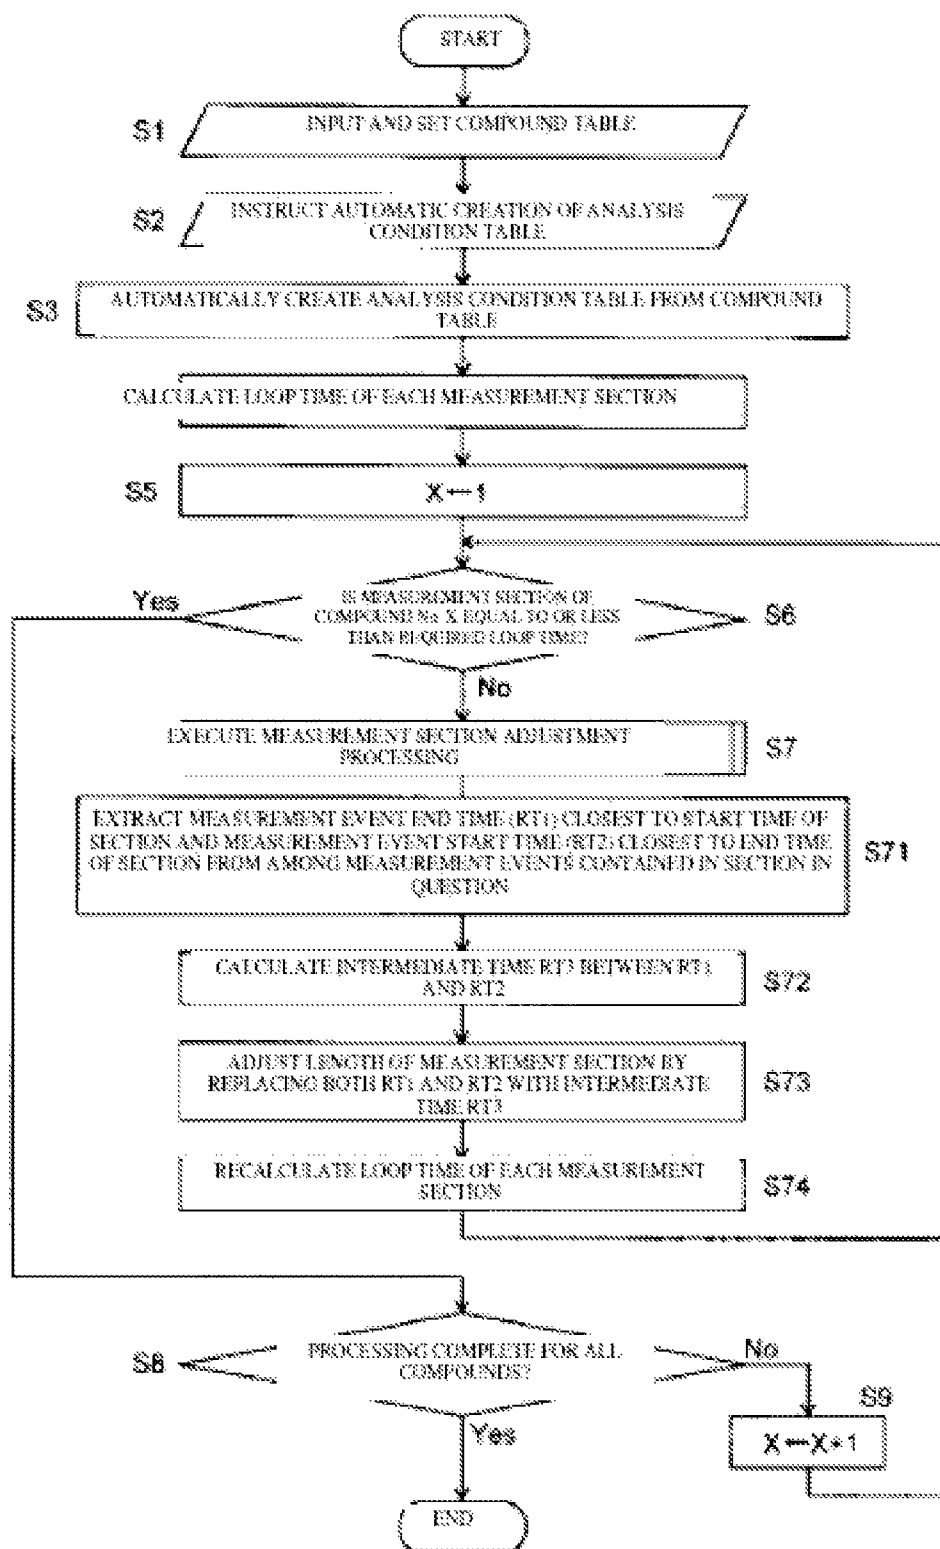 START
S1
INPUT AND SET COMPOUND TABLE
S2
INSTRUCT AUTOMATIC CREATION OF ANALYSIS
CONDITION TABLE
S3
AUTOMATICALLY CREATE ANALYSIS CONDITION TABLE FROM COMPOUND
TABLE
CALCULATE LOOP TIME OF EACH MEASUREMENT SECTION
S5
X←1
Yes
IS MEASUREMENT SECTION OF
COMPOUND No. X EQUAL TO OR LESS
THAN REQUIRED LOOP TIME?
S6
No
EXECUTE MEASUREMENT SECTION ADJUSTMENT
PROCESSING
S7
EXTRACT MEASUREMENT EVENT END TIME (RT1) CLOSEST TO START TIME OF
SECTION AND MEASUREMENT EVENT START TIME (RT2) CLOSEST TO END TIME
OF SECTION FROM AMONG MEASUREMENT EVENTS CONTAINED IN SECTION IN
QUESTION
S71
CALCULATE INTERMEDIATE TIME RT3 BETWEEN RT1
AND RT2
S72
ADJUST LENGTH OF MEASUREMENT SECTION BY
REPLACING BOTH RT1 AND RT2 WITH INTERMEDIATE
TIME RT3
S73
RECALCULATE LOOP TIME OF EACH MEASUREMENT
SECTION
S74
S8
PROCESSING COMPLETE FOR ALL
COMPOUNDS?
No
S9
X←X+1
Yes
END